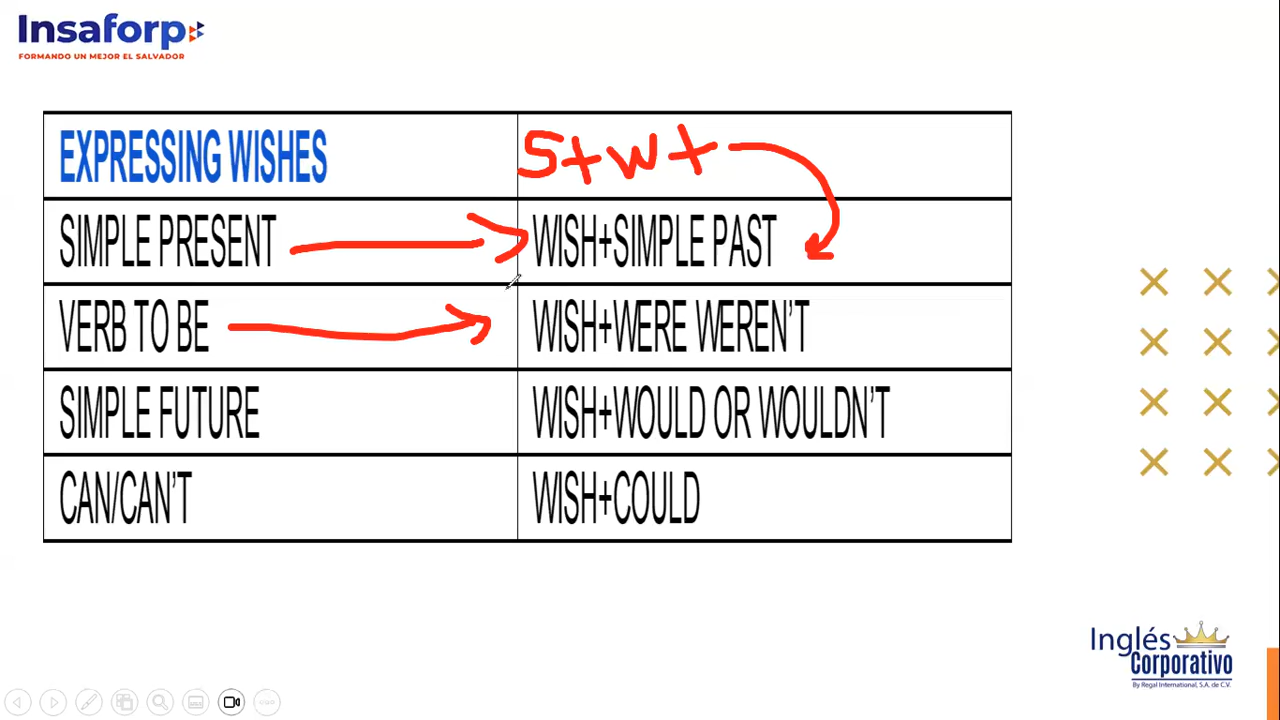 Insaforp
FORMANDO UN MEJOR EL SALVADOR
EXPRESSING WISHES
S+W+
SIMPLE PRESENT
WISH+SIMPLE PAST
VERB TO BE
WISH+WERE WEREN'T
SIMPLE FUTURE
WISH+WOULD OR WOULDN'T
CAN/CAN'T
WISH+COULD
Inglés
Corporativo
By Regal International, S.A. de C.V.